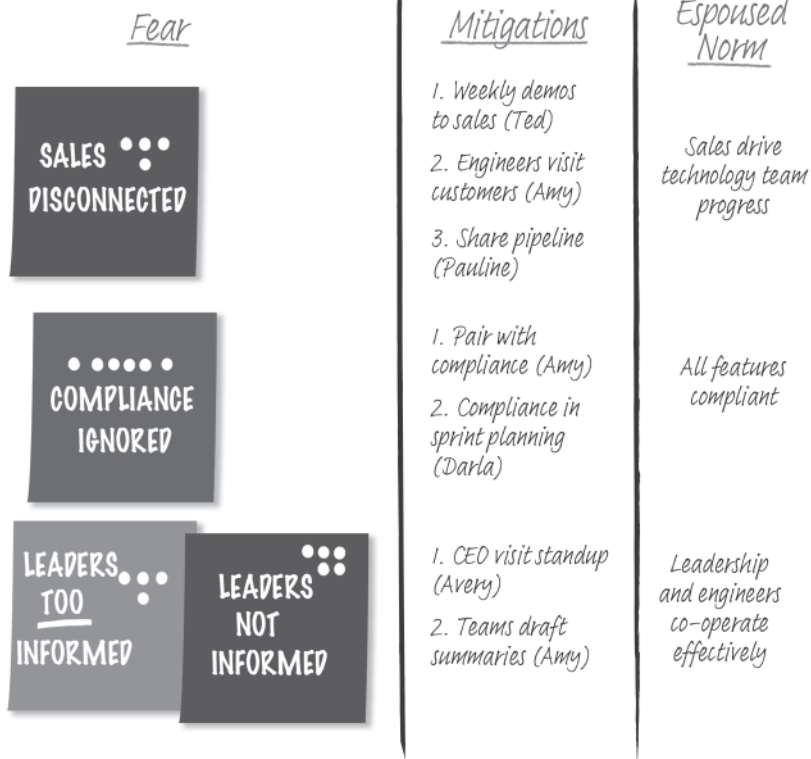 Fear
SALES
DISCONNECTED
COMPLIANCE
IGNORED
LEADERS
TOO
INFORMED
LEADERS
NOT
INFORMED
Mitigations
1. Weekly demos
to sales (Ted)
2. Engineers visit
customers (Amy)
3. Share pipeline
(Pauline)
1. Pair with
compliance (Amy)
2. Compliance in
sprint planning
(Darla)
1. CEO visit standup
(Avery)
2. Teams draft
summaries (Amy)
Espoused
Norm
Sales drive
technology team
progress
All features
compliant
Leadership
and engineers
co-operate
effectively